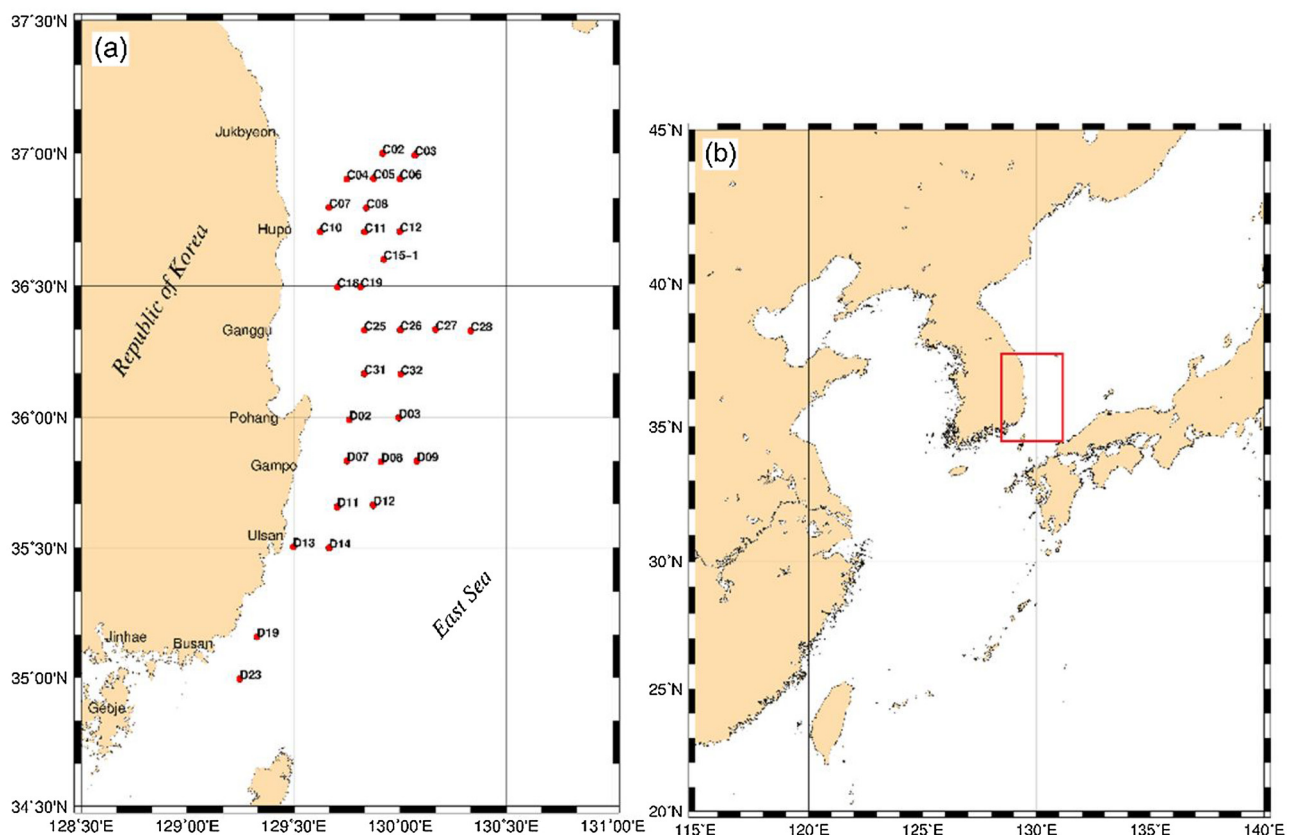 37°30'N
(a)
Jukbyeon
37°00'N
C02
C03
C04
C05
C06
C07
C08
Hupo
C10
C11
C12
Republic of Korea
C15-1
36°30'N
C18
C19
Ganggu
C25
C26
C27
C28
C31
C32
36°00'N
Pohang
D02
D03
Gampo
D07
D08
D09
D11
D12
Ulsan
35°30'N
D13
D14
East Sea
Jinhae
Busan
D19
35°00'N
D23
Geoje
34°30'N
128°30'E 129°00'E 129°30'E 130°00'E 130°30'E 131°00'E
45°N
(b)
40°N
35°N
30°N
25°N
20°N
115°E 120°E 125°E 130°E 135°E 140°E